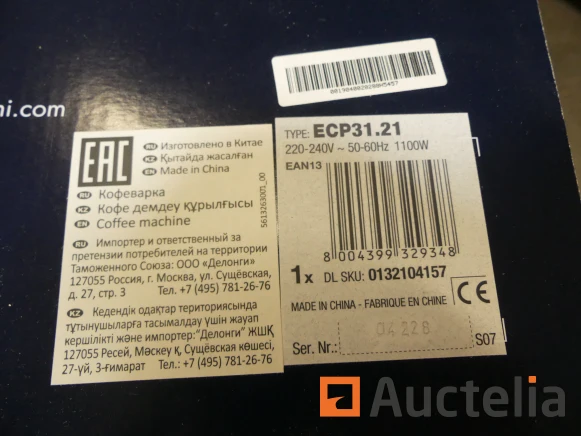 ni.com
0019040020200H5457
EAC
RU Изготовлено в Китае
KZ Қытайда жасалған
EN Made in China
RU Кофеварка
KZ Кофе демдеу құрылғысы
EN Coffee machine
RU Импортер и ответственный за
претензии потребителей на территории
Таможенного Союза: ООО «Делонги»
127055 Россия, г. Москва, ул. Сущёвская,
д. 27, стр. 3 Тел.: +7 (495) 781-26-76
KZ Кедендік одақтар териториясында
тұтынушыларға тасымалдау үшін жауап
кершілікті және импортер:"Делонги" ЖШҚ
127055 Ресей, Мәскеу қ, Сущёвская көшесі,
27-үй, 3-ғимарат Тел.: +7 (495) 781-26-76
5613263001_00
TYPE: ECP31.21
220-240V ~ 50-60Hz 1100W
EAN13
8 004399 329348
1x DL SKU: 0132104157
MADE IN CHINA - FABRIQUE EN CHINE CE
04228
Ser. Nr.: S07
Auctelia